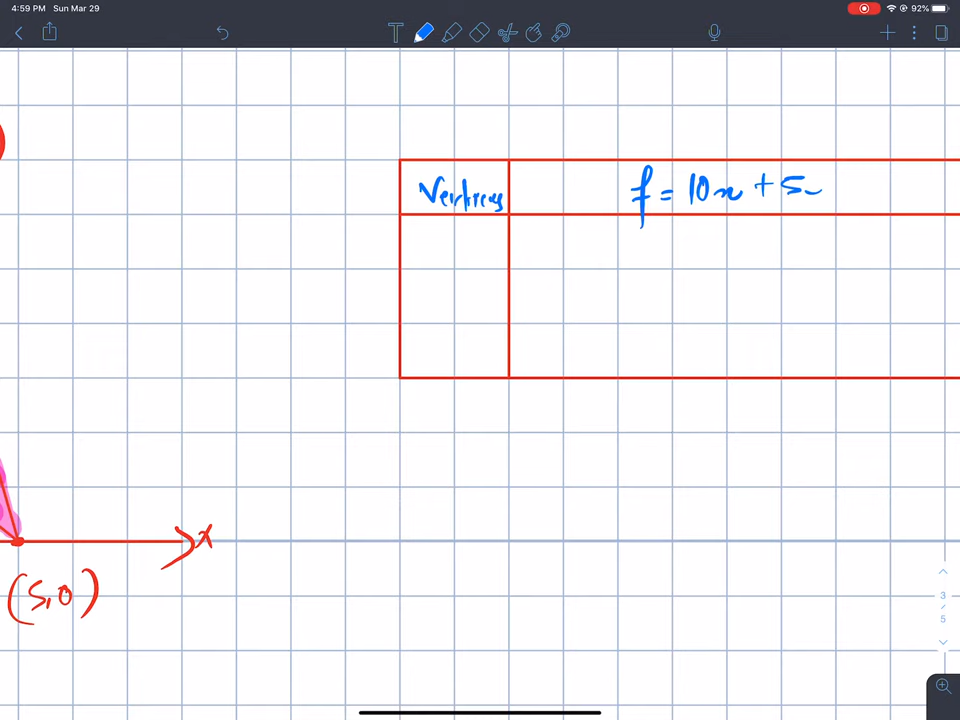 4:59 PM Sun Mar 29
92%
T
Vertices
f = 10x + 5
x
(5,0)
3
/
5